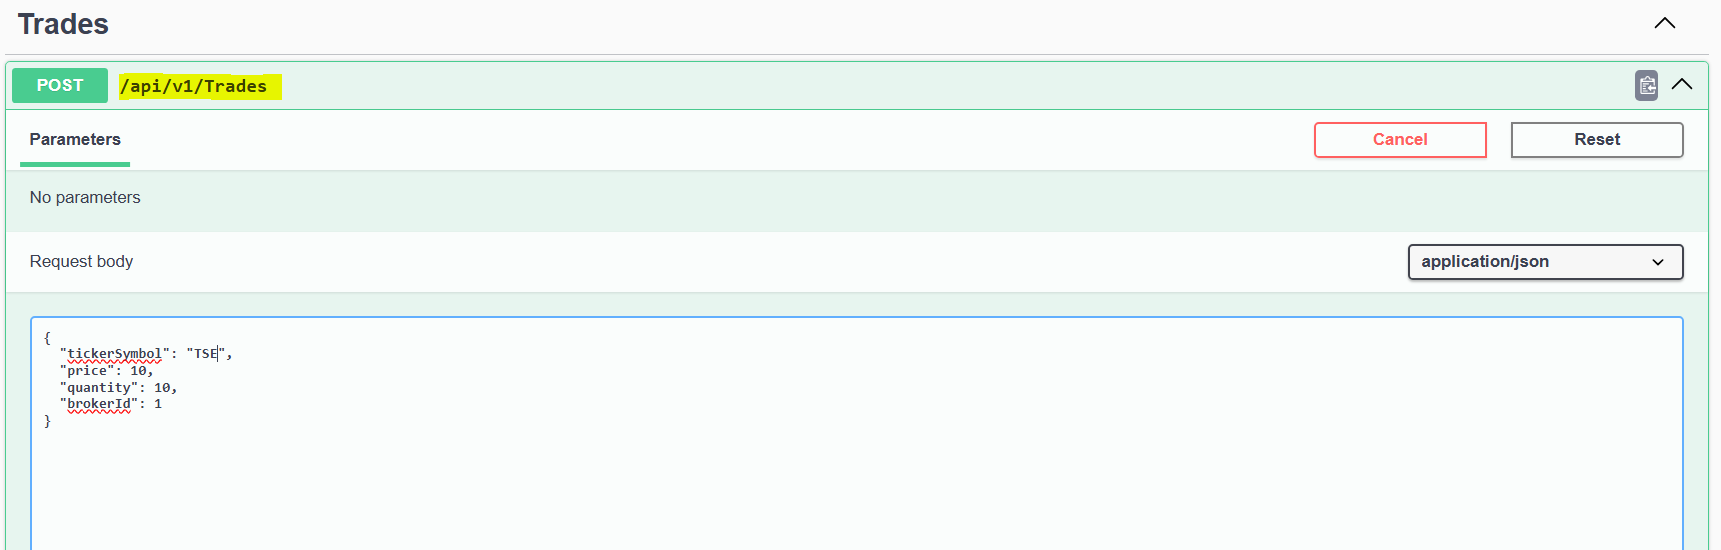 Trades
POST /api/v1/Trades
Parameters Cancel Reset
No parameters
Request body application/json
{
  "tickerSymbol": "TSE",
  "price": 10,
  "quantity": 10,
  "brokerId": 1
}